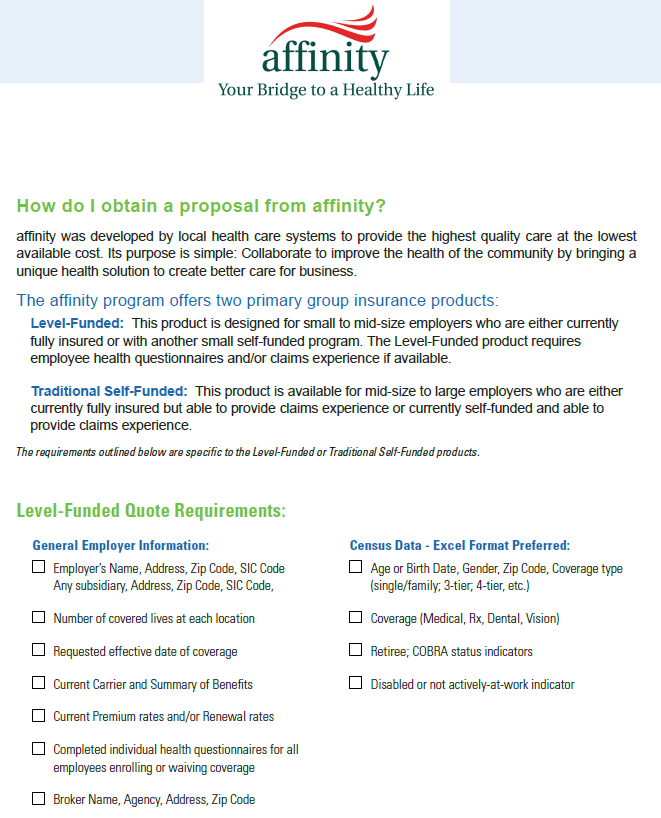 affinity
Your Bridge to a Healthy Life
How do I obtain a proposal from affinity?
affinity was developed by local health care systems to provide the highest quality care at the lowest
available cost. Its purpose is simple: Collaborate to improve the health of the community by bringing a
unique health solution to create better care for business.
The affinity program offers two primary group insurance products:
Level-Funded: This product is designed for small to mid-size employers who are either currently
fully insured or with another small self-funded program. The Level-Funded product requires
employee health questionnaires and/or claims experience if available.
Traditional Self-Funded: This product is available for mid-size to large employers who are either
currently fully insured but able to provide claims experience or currently self-funded and able to
provide claims experience.
The requirements outlined below are specific to the Level-Funded or Traditional Self-Funded products.
Level-Funded Quote Requirements:
General Employer Information:
Employer's Name, Address, Zip Code, SIC Code
Any subsidiary, Address, Zip Code, SIC Code,
Number of covered lives at each location
Requested effective date of coverage
Current Carrier and Summary of Benefits
Current Premium rates and/or Renewal rates
Completed individual health questionnaires for all
employees enrolling or waiving coverage
Broker Name, Agency, Address, Zip Code
Census Data - Excel Format Preferred:
Age or Birth Date, Gender, Zip Code, Coverage type
(single/family; 3-tier; 4-tier, etc.)
Coverage (Medical, Rx, Dental, Vision)
Retiree; COBRA status indicators
Disabled or not actively-at-work indicator